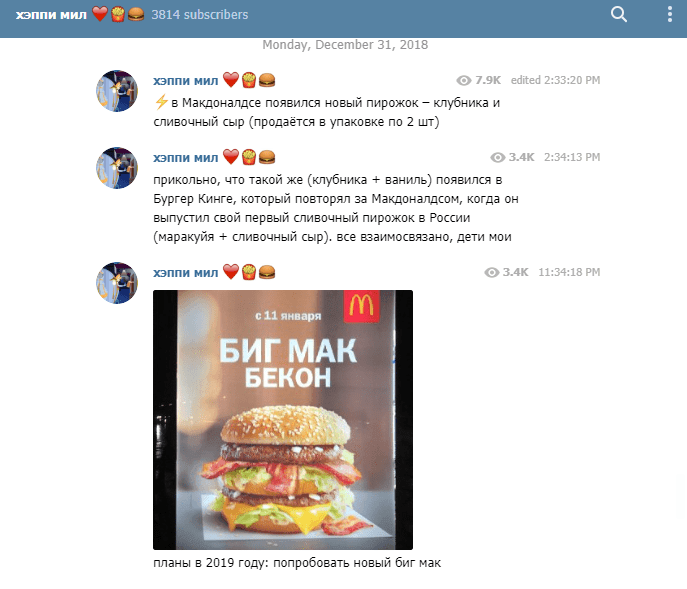 хэппи мил ❤️🍟🍔 3814 subscribers
Monday, December 31, 2018
хэппи мил ❤️🍟🍔 7.9K edited 2:33:20 PM
⚡в Макдоналдсе появился новый пирожок – клубника и
сливочный сыр (продаётся в упаковке по 2 шт)
хэппи мил ❤️🍟🍔 3.4K 2:34:13 PM
прикольно, что такой же (клубника + ваниль) появился в
Бургер Кинге, который повторял за Макдоналдсом, когда он
выпустил свой первый сливочный пирожок в России
(маракуйя + сливочный сыр). все взаимосвязано, дети мои
хэппи мил ❤️🍟🍔 3.4K 11:34:18 PM
с 11 января
БИГ МАК
БЕКОН
планы в 2019 году: попробовать новый биг мак